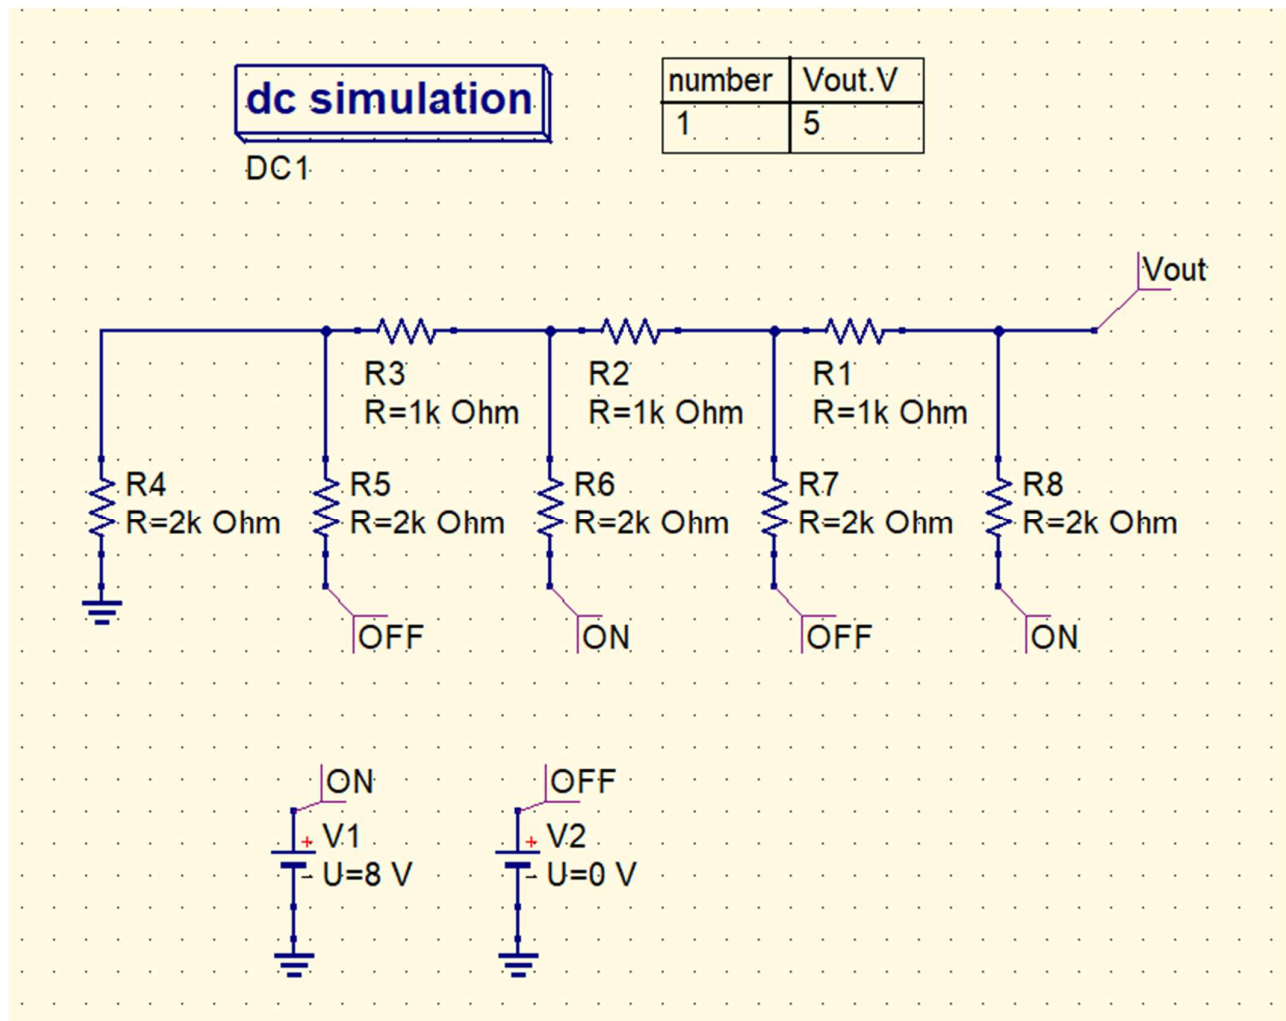 dc simulation
DC1
number Vout.V
1 5
Vout
R3
R=1k Ohm
R2
R=1k Ohm
R1
R=1k Ohm
R4
R=2k Ohm
R5
R=2k Ohm
R6
R=2k Ohm
R7
R=2k Ohm
R8
R=2k Ohm
OFF
ON
OFF
ON
ON
+ V1
- U=8 V
OFF
+ V2
- U=0 V